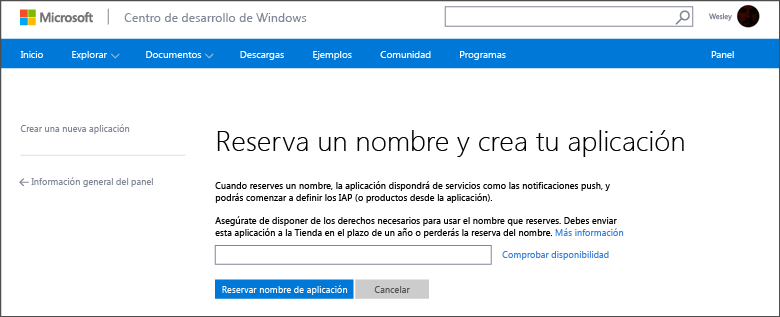 Microsoft Centro de desarrollo de Windows Wesley
Inicio Explorar Documentos Descargas Ejemplos Comunidad Programas Panel
Crear una nueva aplicación
Información general del panel
Reserva un nombre y crea tu aplicación
Cuando reserves un nombre, la aplicación dispondrá de servicios como las notificaciones push, y
podrás comenzar a definir los IAP (o productos desde la aplicación).
Asegúrate de disponer de los derechos necesarios para usar el nombre que reserves. Debes enviar
esta aplicación a la Tienda en el plazo de un año o perderás la reserva del nombre. Más información
Comprobar disponibilidad
Reservar nombre de aplicación Cancelar